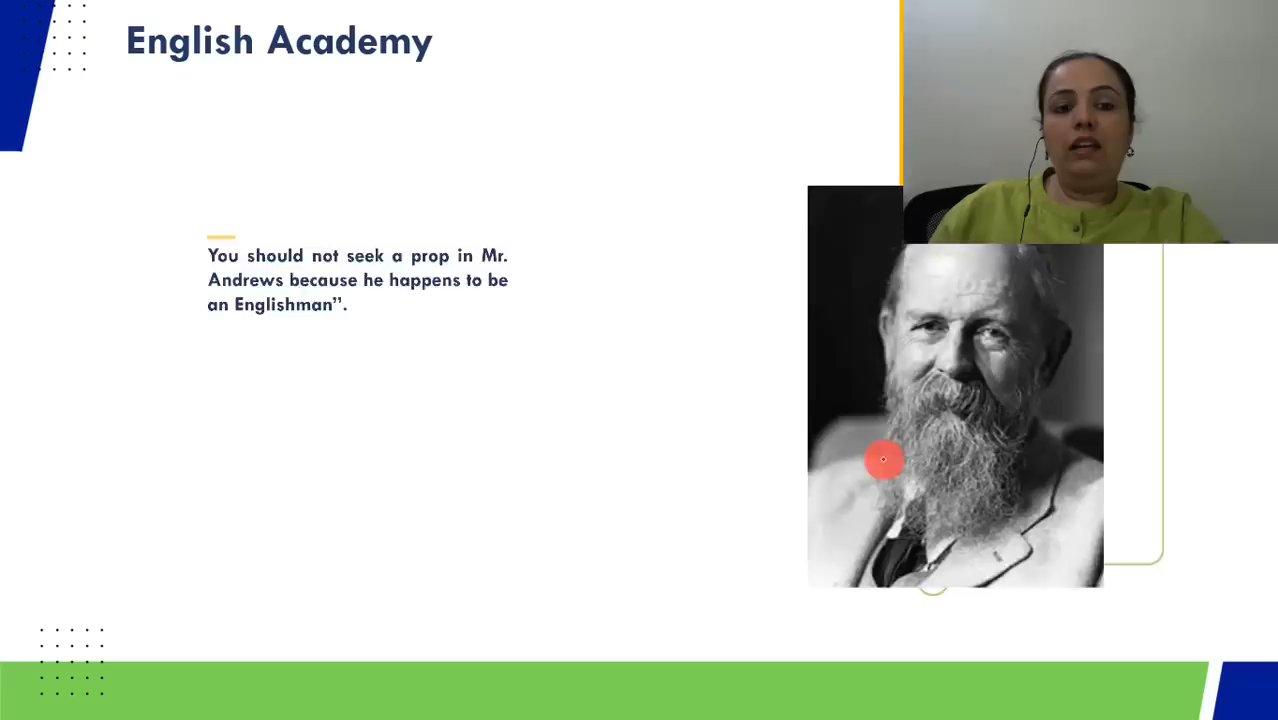 English Academy
You should not seek a prop in Mr.
Andrews because he happens to be
an Englishman”.